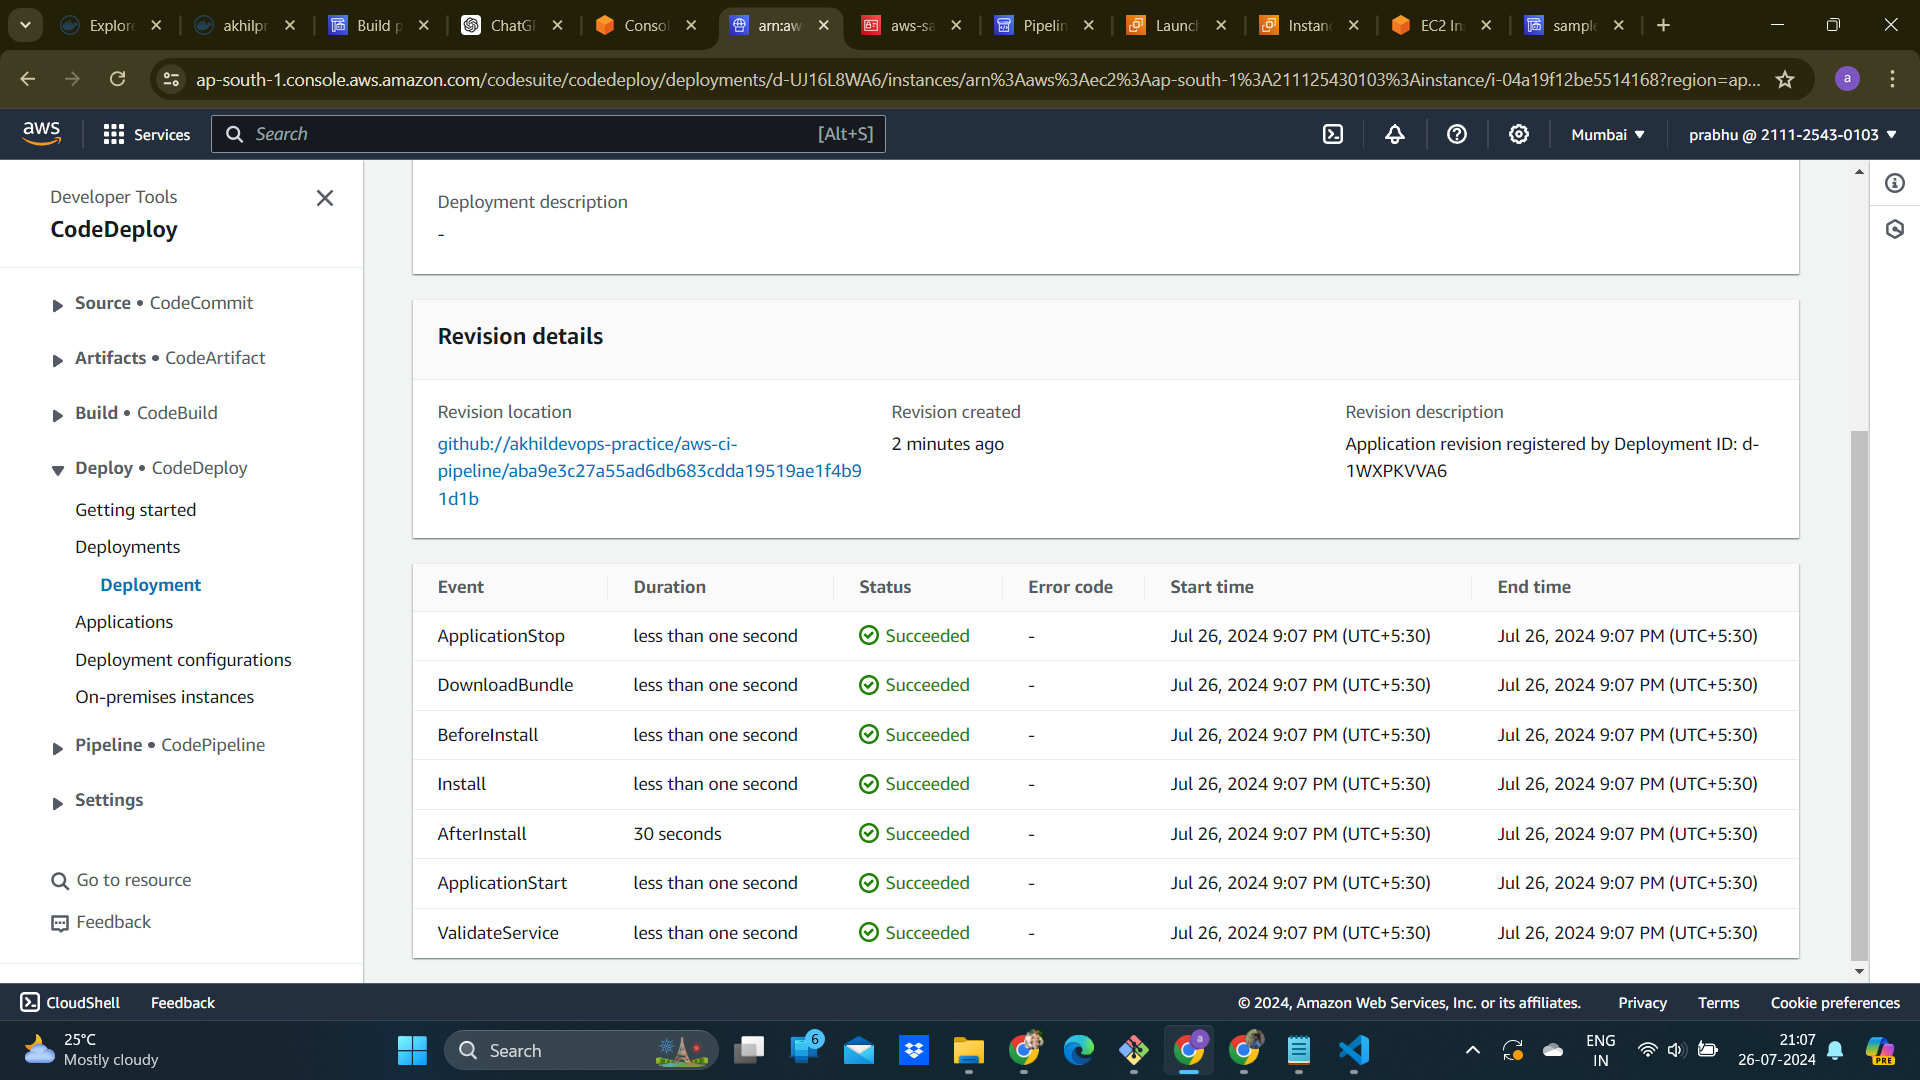 Explore
akhilpr
Build p
ChatGP
Consol
arn:aw
aws-sa
Pipelin
Launch
Instanc
EC2 Ins
sample
ap-south-1.console.aws.amazon.com/codesuite/codedeploy/deployments/d-UJ16L8WA6/instances/arn%3Aaws%3Aec2%3Aap-south-1%3A211125430103%3Ainstance/i-04a19f12be5514168?region=ap...
a
aws
Services
Search
[Alt+S]
Mumbai
prabhu @ 2111-2543-0103
Developer Tools
CodeDeploy
Source • CodeCommit
Artifacts • CodeArtifact
Build • CodeBuild
Deploy • CodeDeploy
Getting started
Deployments
Deployment
Applications
Deployment configurations
On-premises instances
Pipeline • CodePipeline
Settings
Go to resource
Feedback
Deployment description
-
Revision details
Revision location
github://akhildevops-practice/aws-ci-
pipeline/aba9e3c27a55ad6db683cdda19519ae1f4b9
1d1b
Revision created
2 minutes ago
Revision description
Application revision registered by Deployment ID: d-
1WXPKVVA6
Event Duration Status Error code Start time End time
ApplicationStop less than one second Succeeded - Jul 26, 2024 9:07 PM (UTC+5:30) Jul 26, 2024 9:07 PM (UTC+5:30)
DownloadBundle less than one second Succeeded - Jul 26, 2024 9:07 PM (UTC+5:30) Jul 26, 2024 9:07 PM (UTC+5:30)
BeforeInstall less than one second Succeeded - Jul 26, 2024 9:07 PM (UTC+5:30) Jul 26, 2024 9:07 PM (UTC+5:30)
Install less than one second Succeeded - Jul 26, 2024 9:07 PM (UTC+5:30) Jul 26, 2024 9:07 PM (UTC+5:30)
AfterInstall 30 seconds Succeeded - Jul 26, 2024 9:07 PM (UTC+5:30) Jul 26, 2024 9:07 PM (UTC+5:30)
ApplicationStart less than one second Succeeded - Jul 26, 2024 9:07 PM (UTC+5:30) Jul 26, 2024 9:07 PM (UTC+5:30)
ValidateService less than one second Succeeded - Jul 26, 2024 9:07 PM (UTC+5:30) Jul 26, 2024 9:07 PM (UTC+5:30)
CloudShell Feedback © 2024, Amazon Web Services, Inc. or its affiliates. Privacy Terms Cookie preferences
25°C
Mostly cloudy
Search
6
a
ENG
IN
21:07
26-07-2024
PRE